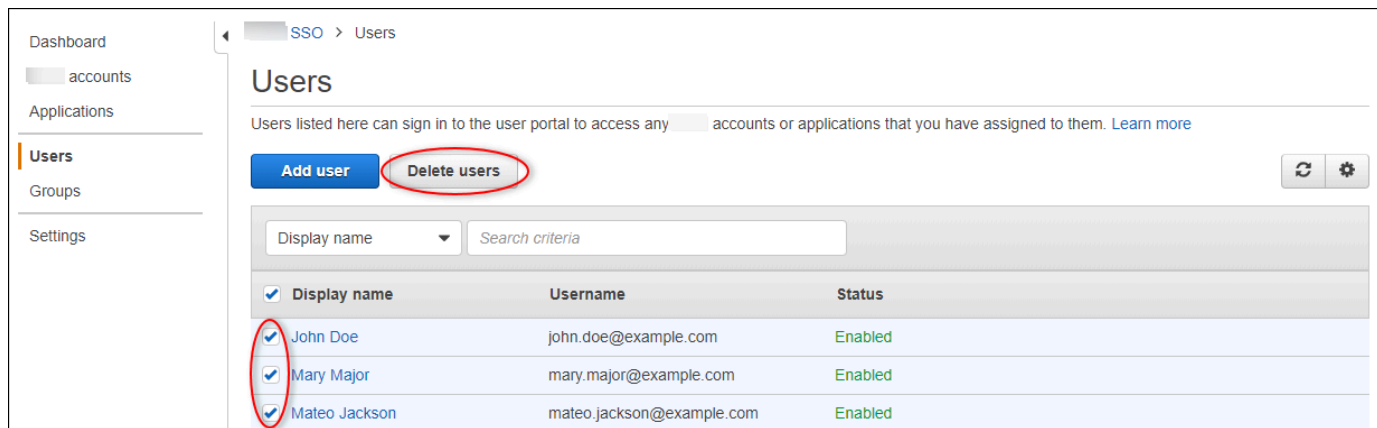 Dashboard
accounts
Applications
Users
Groups
Settings
SSO > Users
Users
Users listed here can sign in to the user portal to access any accounts or applications that you have assigned to them. Learn more
Add user Delete users
Display name Search criteria
Display name Username Status
John Doe john.doe@example.com Enabled
Mary Major mary.major@example.com Enabled
Mateo Jackson mateo.jackson@example.com Enabled